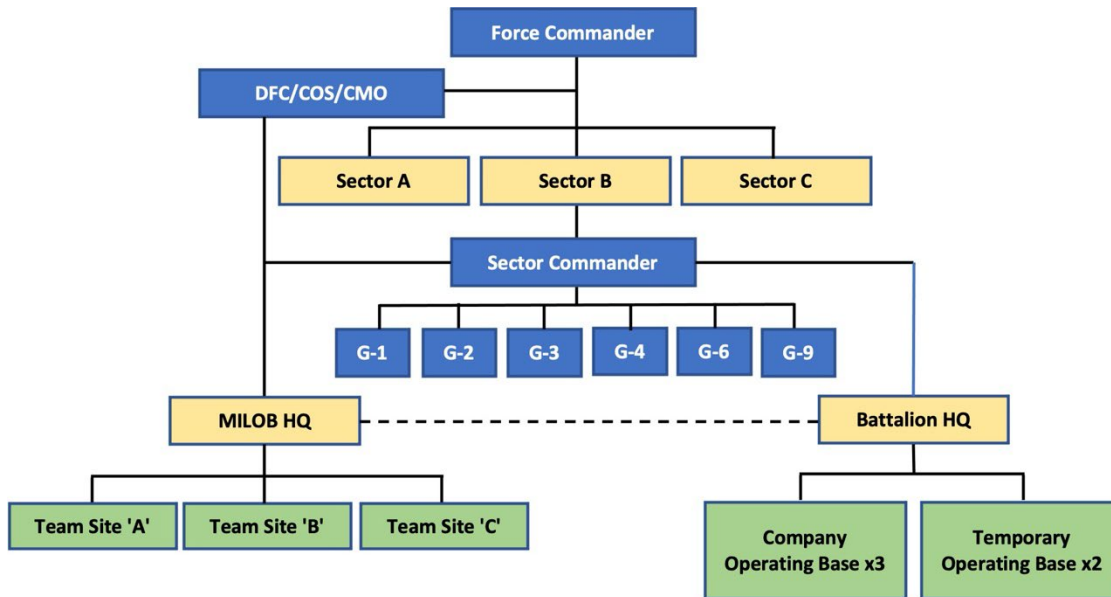 Force Commander
DFC/COS/CMO
Sector A
Sector B
Sector C
Sector Commander
G-1
G-2
G-3
G-4
G-6
G-9
MILOB HQ
Battalion HQ
Team Site 'A'
Team Site 'B'
Team Site 'C'
Company
Operating Base x3
Temporary
Operating Base x2